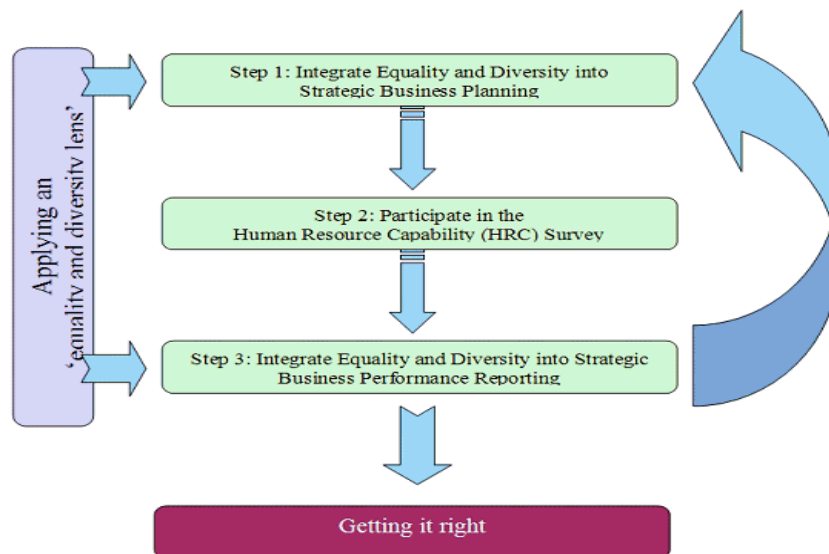 Applying an
‘equality and diversity lens’
Step 1: Integrate Equality and Diversity into
Strategic Business Planning
Step 2: Participate in the
Human Resource Capability (HRC) Survey
Step 3: Integrate Equality and Diversity into Strategic
Business Performance Reporting
Getting it right